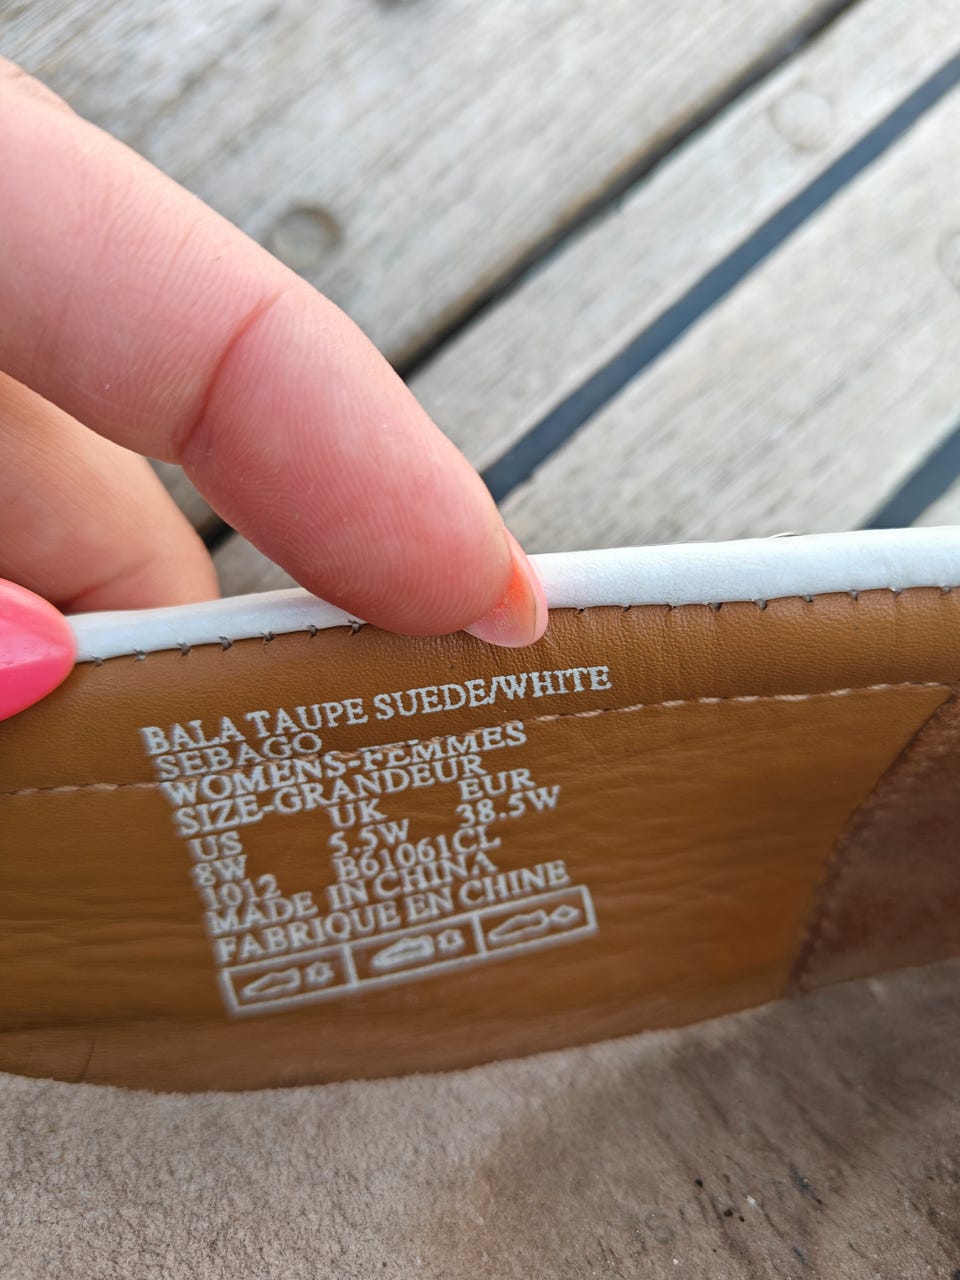 BALA TAUPE SUEDE/WHITE
SEBAGO
WOMENS-FEMMES
SIZE-GRANDEUR
US UK EUR
8W 5.5W 38.5W
1012 B61061CL
MADE IN CHINA
FABRIQUE EN CHINE